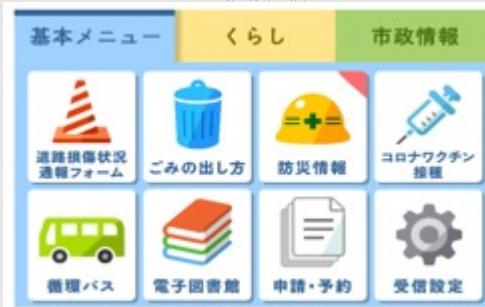 基本メニュー
くらし
市政情報
道路損傷状況
通報フォーム
ごみの出し方
防災情報
コロナワクチン
接種
循環バス
電子図書館
申請・予約
受信設定